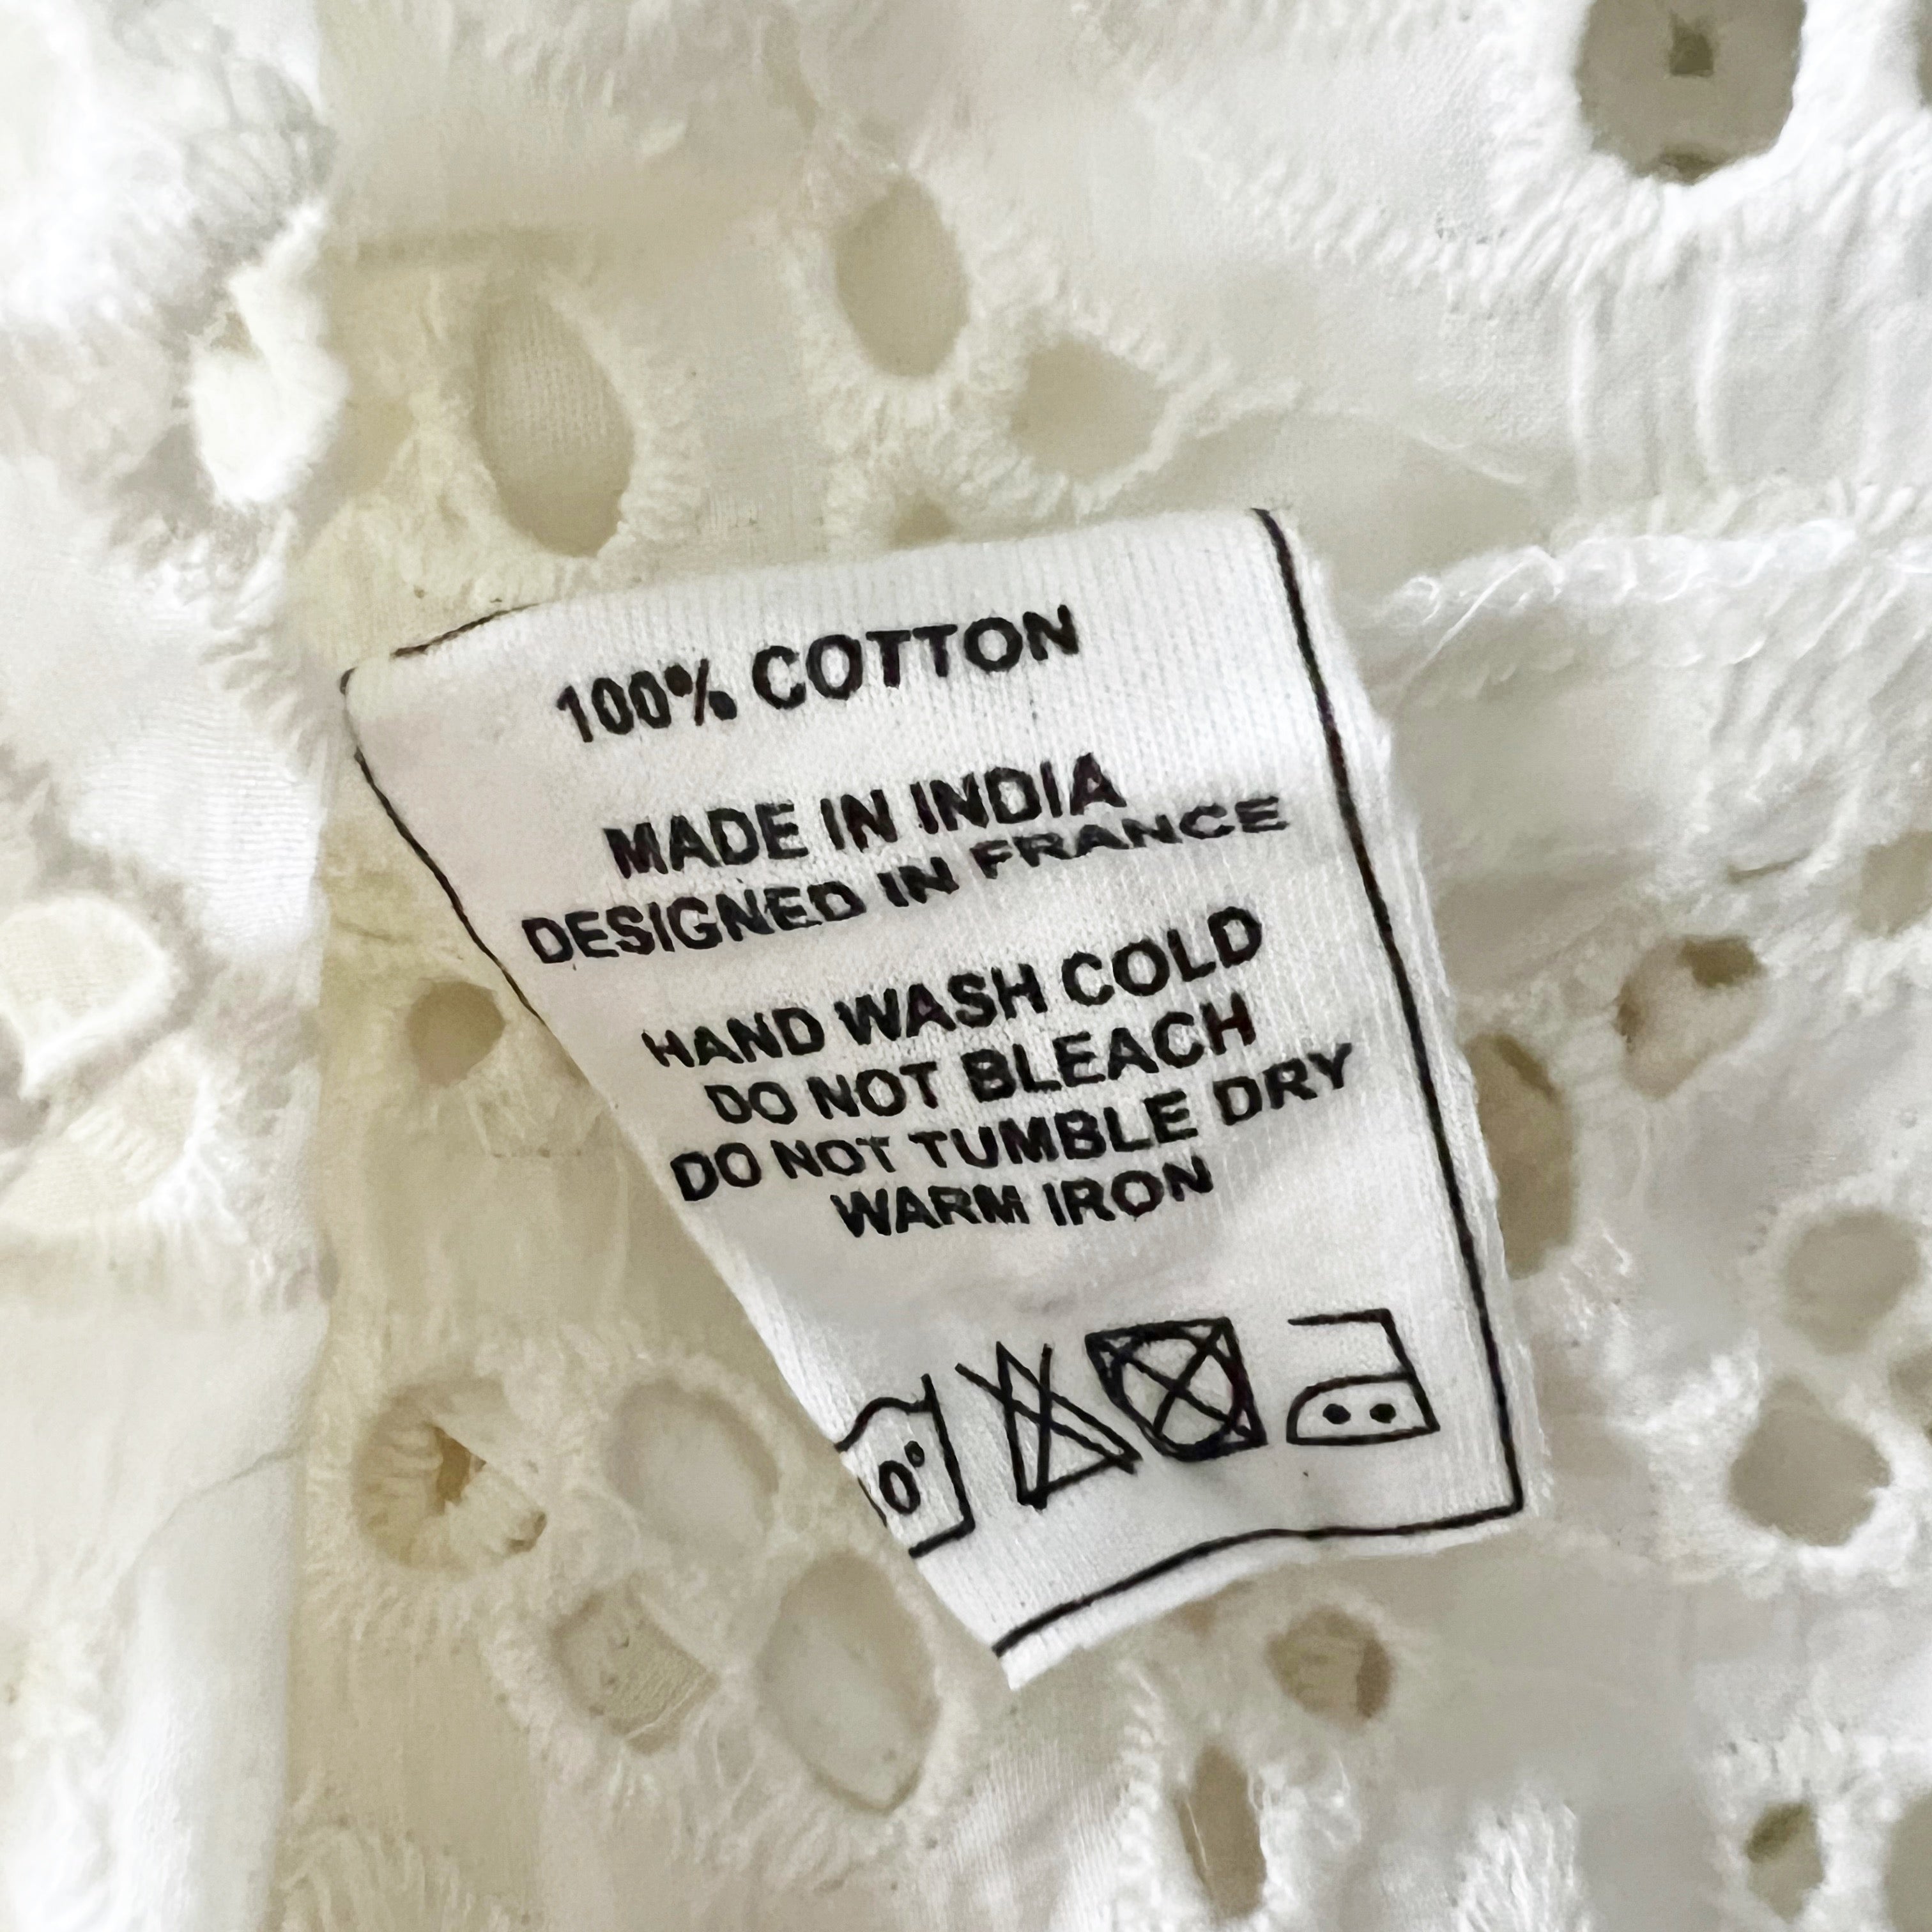 100% COTTON
MADE IN INDIA
DESIGNED IN FRANCE
HAND WASH COLD
DO NOT BLEACH
DO NOT TUMBLE DRY
WARM IRON
0°